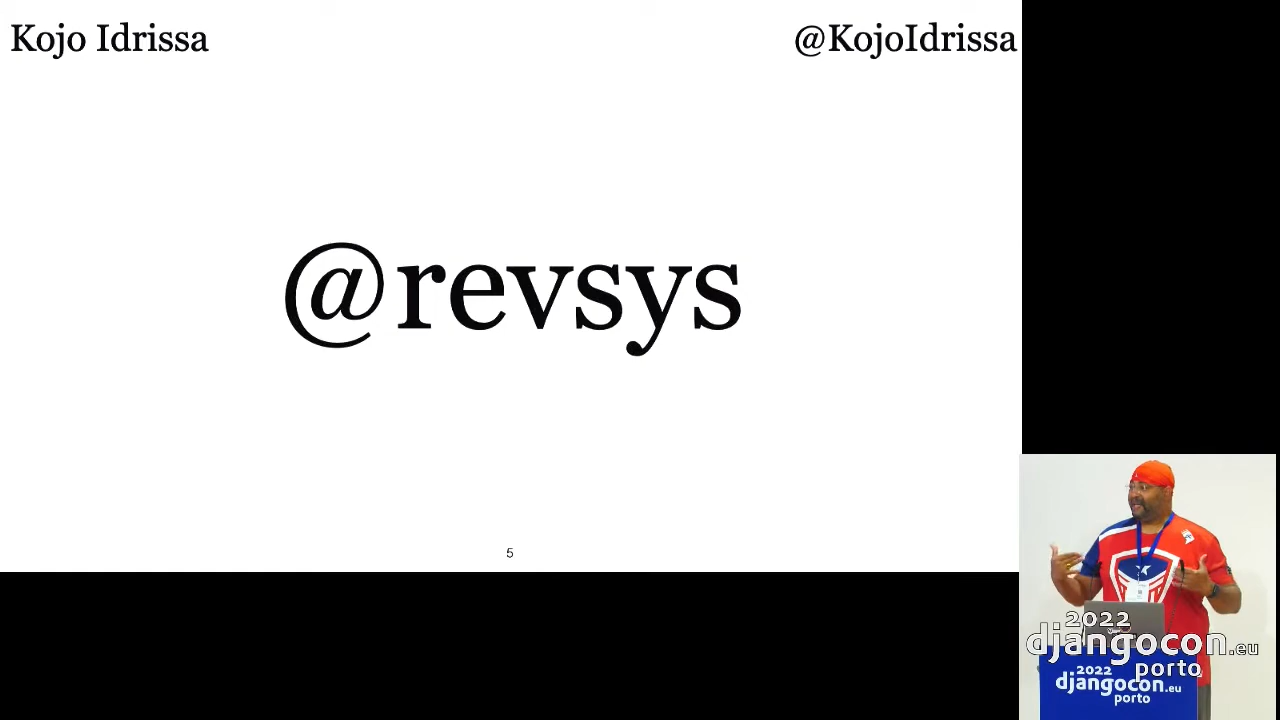 Kojo Idrissa
@KojoIdrissa
@revsys
5
2022
djangocon.eu
porto
2022
djangocon.eu
porto